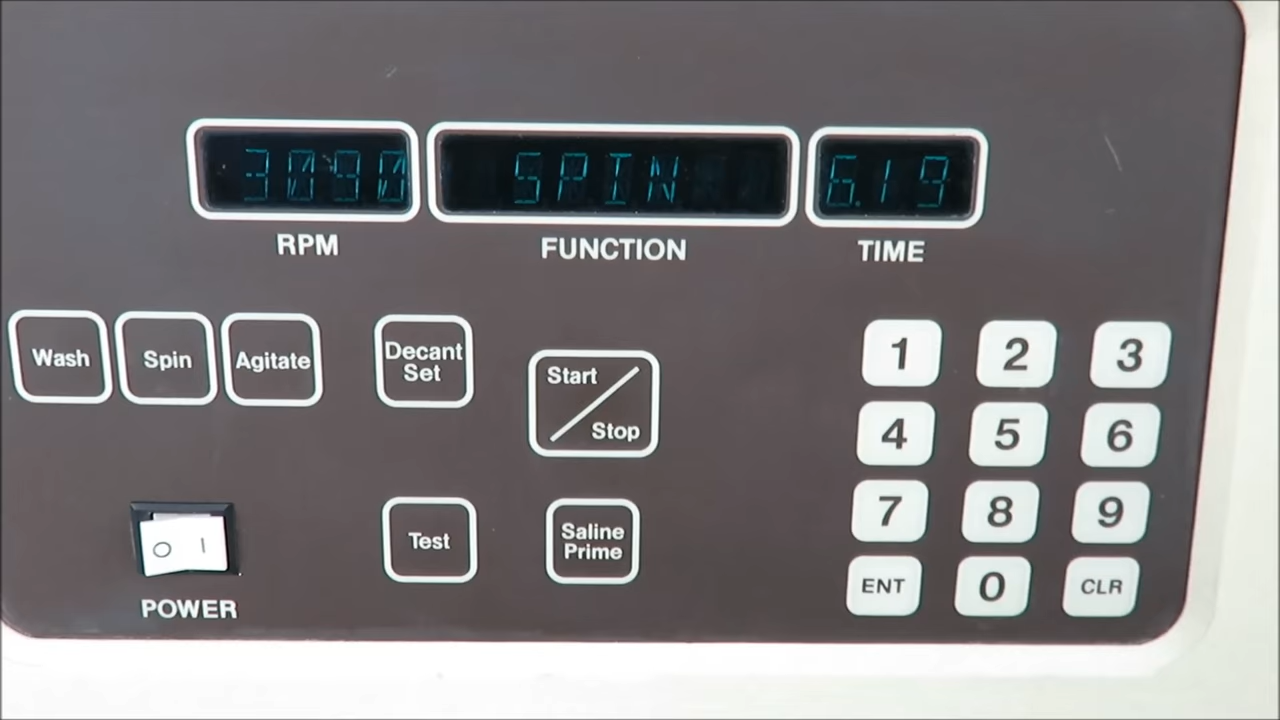 3090 SPIN 6.19
RPM FUNCTION TIME
Wash Spin Agitate Decant Set
Start / Stop
1 2 3
4 5 6
7 8 9
O I
Test
Saline Prime
ENT 0 CLR
POWER